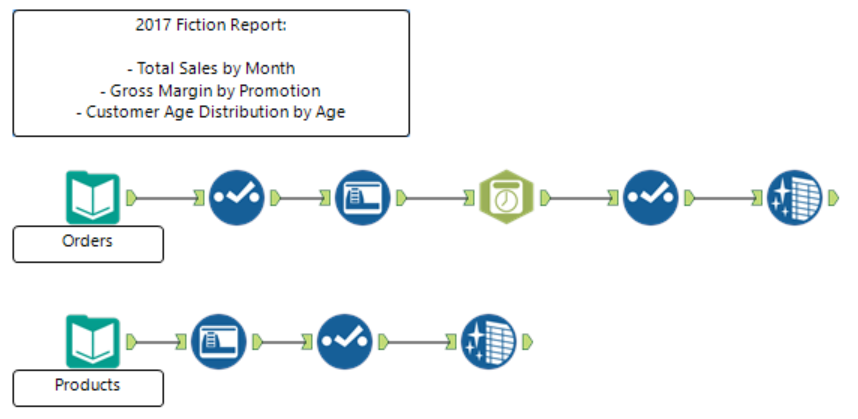 2017 Fiction Report:
- Total Sales by Month
- Gross Margin by Promotion
- Customer Age Distribution by Age
Orders
Products